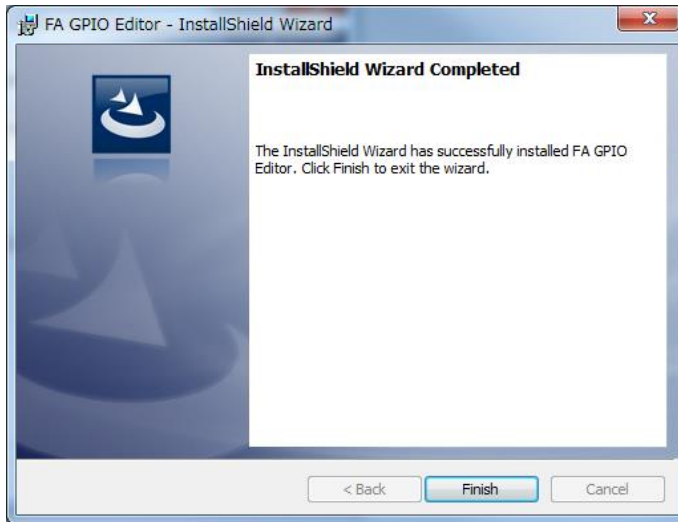 FA GPIO Editor - InstallShield Wizard
InstallShield Wizard Completed
The InstallShield Wizard has successfully installed FA GPIO
Editor. Click Finish to exit the wizard.
< Back Finish Cancel